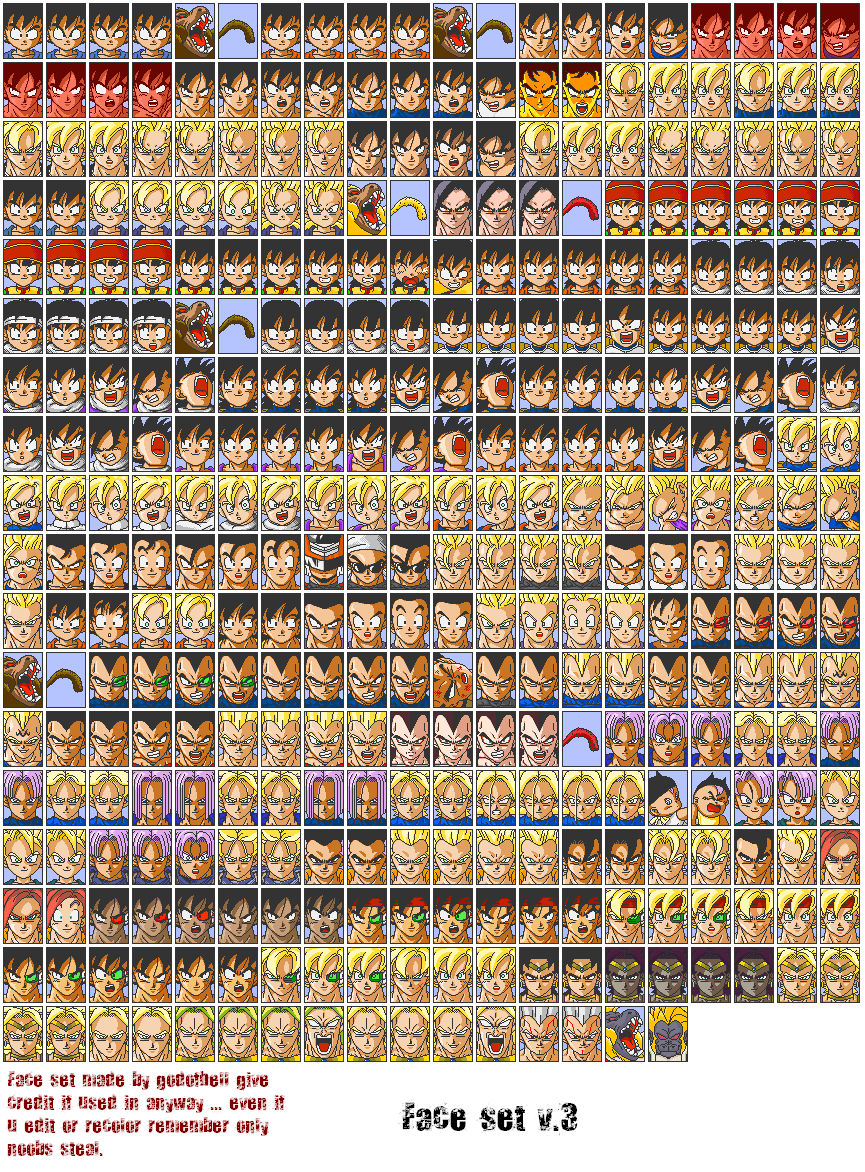 Face set made by godofhell give
credit if used in anyway ... even if
u edit or recolor remember only
noobs steal.
Face set v.3